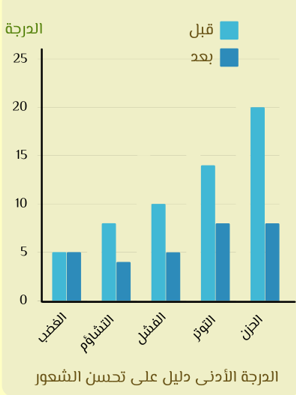 الدرجة
قبل
بعد
25
20
15
10
5
0
الغضب
التشاؤم
الفشل
التوتر
الحزن
الدرجة الأدنى دليل على تحسن الشعور